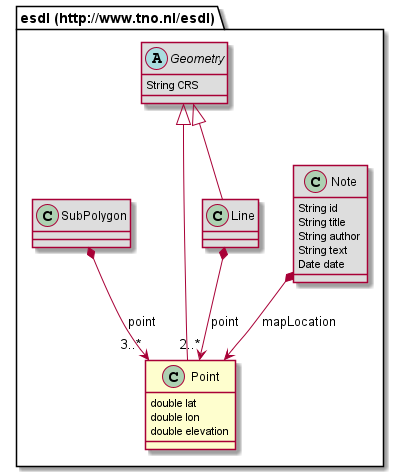 esdl (http://www.tno.nl/esdl)
A Geometry
String CRS
C SubPolygon
C Line
C Note
String id
String title
String author
String text
Date date
point
point
mapLocation
3..*
2..*
C Point
double lat
double lon
double elevation